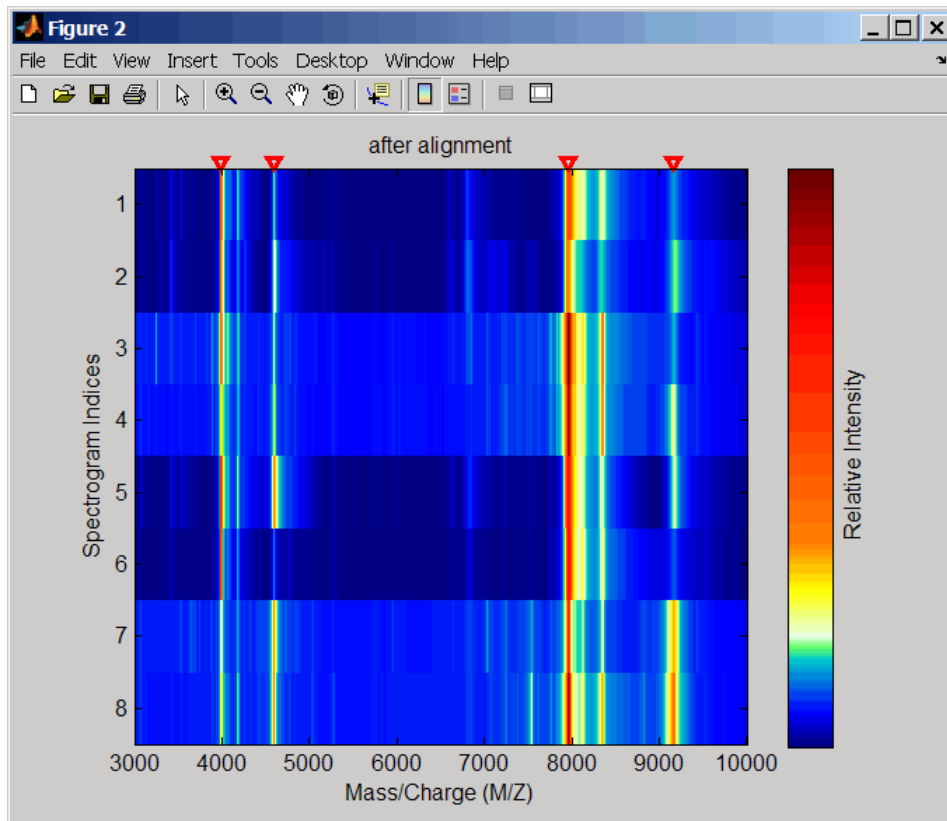 Figure 2
File Edit View Insert Tools Desktop Window Help
after alignment
1
2
3
4
5
6
7
8
Spectrogram Indices
3000 4000 5000 6000 7000 8000 9000 10000
Mass/Charge (M/Z)
Relative Intensity